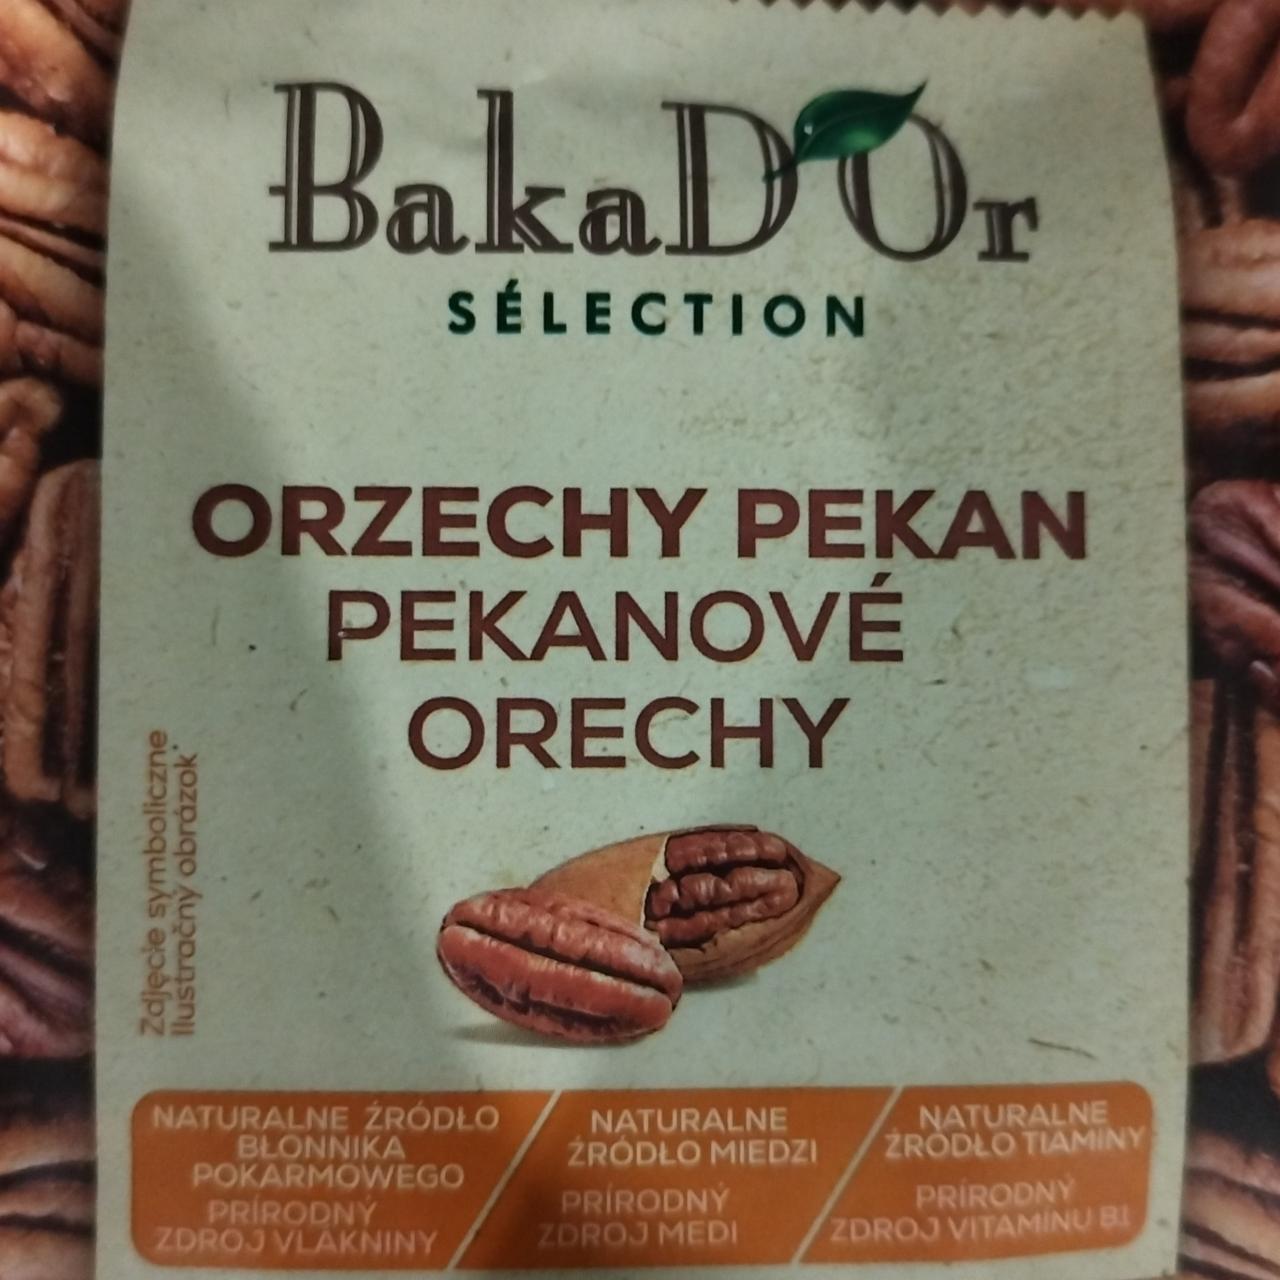 BakaD'Or
SÉLECTION
ORZECHY PEKAN
PEKANOVÉ
ORECHY
Zdjęcie symboliczne
ilustračný obrázok
NATURALNE ŹRÓDŁO
BŁONNIKA
POKARMOWEGO
PRÍRODNÝ
ZDROJ VLÁKNINY
NATURALNE
ŹRÓDŁO MIEDZI
PRÍRODNÝ
ZDROJ MEDI
NATURALNE
ŹRÓDŁO TIAMINY
PRÍRODNÝ
ZDROJ VITAMÍNU B1